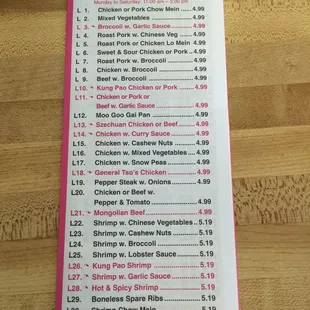 Monday to Saturday: 11:00 am - 3:00 pm
L 1. Chicken or Pork Chow Mein ..... 4.99
L 2. Mixed Vegetables ..... 4.99
L 3. Broccoli w. Garlic Sauce ..... 4.99
L 4. Roast Pork w. Chinese Veg ..... 4.99
L 5. Roast Pork or Chicken Lo Mein ..... 4.99
L 6. Sweet & Sour Chicken or Pork ..... 4.99
L 7. Roast Pork w. Broccoli ..... 4.99
L 8. Chicken w. Broccoli ..... 4.99
L 9. Beef w. Broccoli ..... 4.99
L10. Kung Pao Chicken or Pork ..... 4.99
L11. Chicken or Pork or
Beef w. Garlic Sauce ..... 4.99
L12. Moo Goo Gai Pan ..... 4.99
L13. Szechuan Chicken or Beef ..... 4.99
L14. Chicken w. Curry Sauce ..... 4.99
L15. Chicken w. Cashew Nuts ..... 4.99
L16. Chicken w. Mixed Vegetables ..... 4.99
L17. Chicken w. Snow Peas ..... 4.99
L18. General Tso's Chicken ..... 4.99
L19. Pepper Steak w. Onions ..... 4.99
L20. Chicken or Beef w.
Pepper & Tomato ..... 4.99
L21. Mongolian Beef ..... 4.99
L22. Shrimp w. Chinese Vegetables .. 5.19
L23. Shrimp w. Cashew Nuts ..... 5.19
L24. Shrimp w. Broccoli ..... 5.19
L25. Shrimp w. Lobster Sauce ..... 5.19
L26. Kung Pao Shrimp ..... 5.19
L27. Shrimp w. Garlic Sauce ..... 5.19
L28. Hot & Spicy Shrimp ..... 5.19
L29. Boneless Spare Ribs ..... 5.19
Shrimp Chow Mein